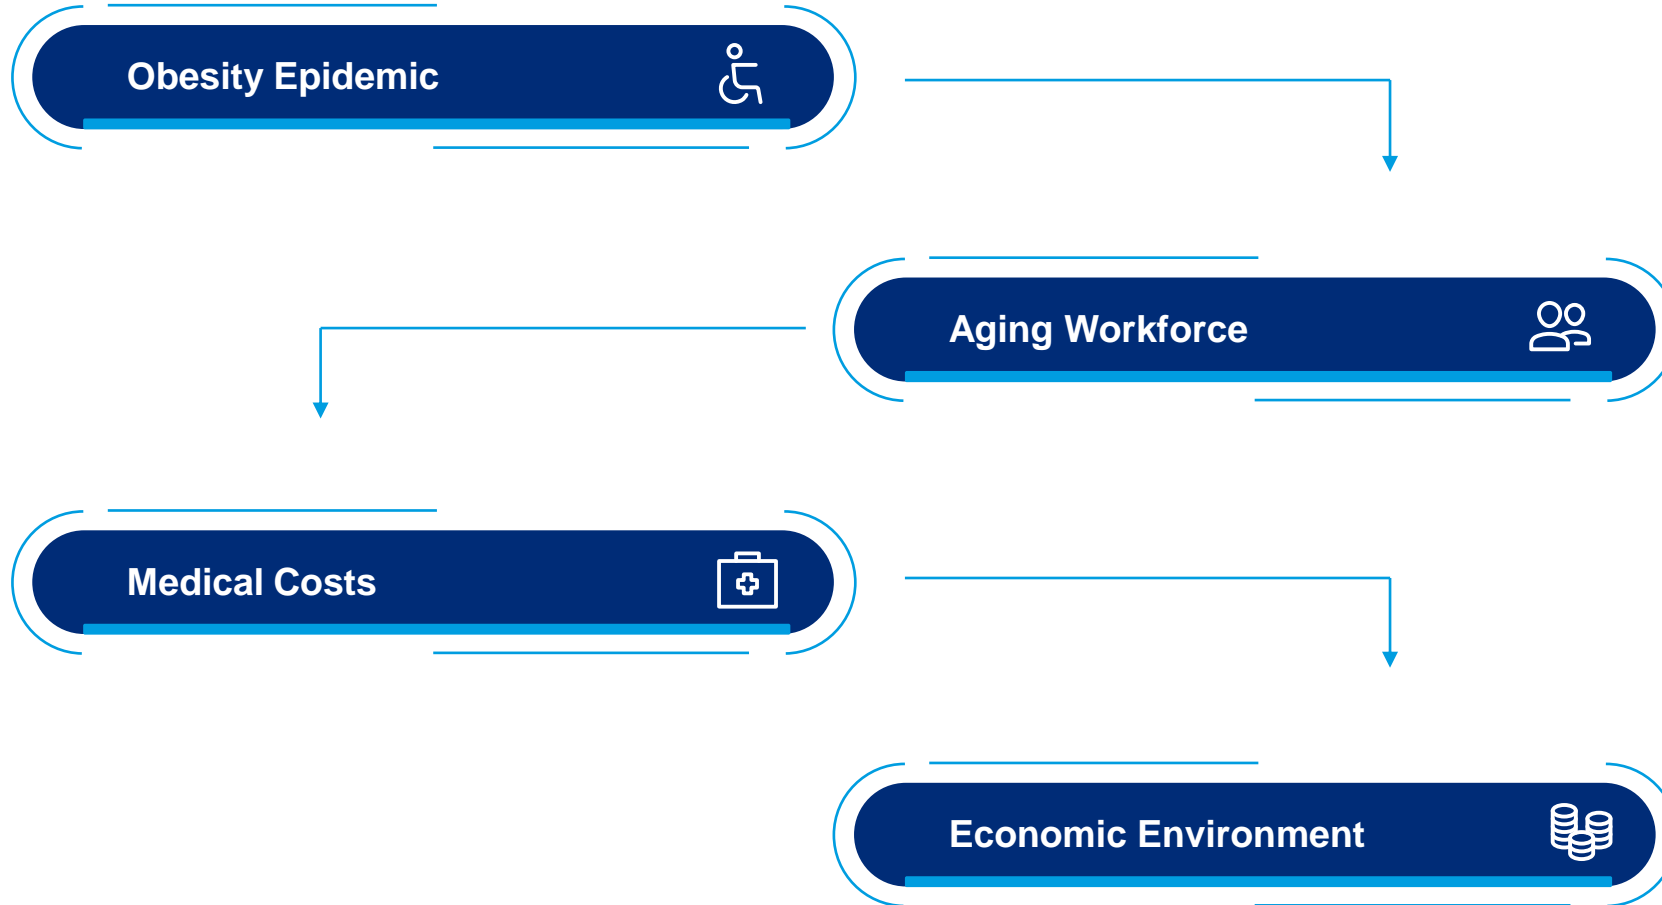 Obesity Epidemic
Aging Workforce
Medical Costs
Economic Environment